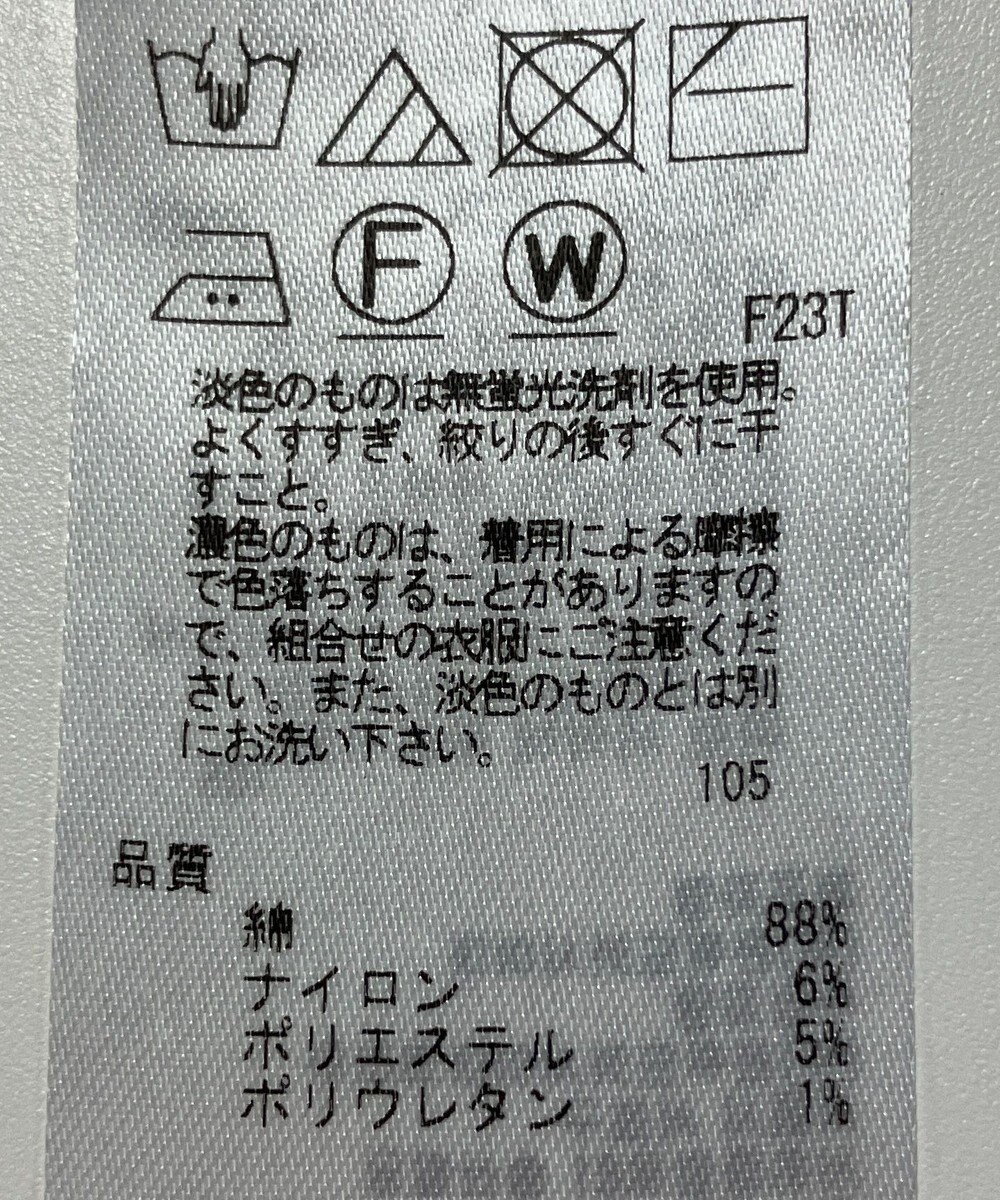 F W
F23T
淡色のものは無蛍光洗剤を使用。
よくすすぎ、絞りの後すぐに干
すこと。
濃色のものは、着用による摩擦
で色落ちすることがありますの
で、組合せの衣服にご注意くだ
さい。また、淡色のものとは別
にお洗い下さい。
105
品質
綿 88%
ナイロン 6%
ポリエステル 5%
ポリウレタン 1%